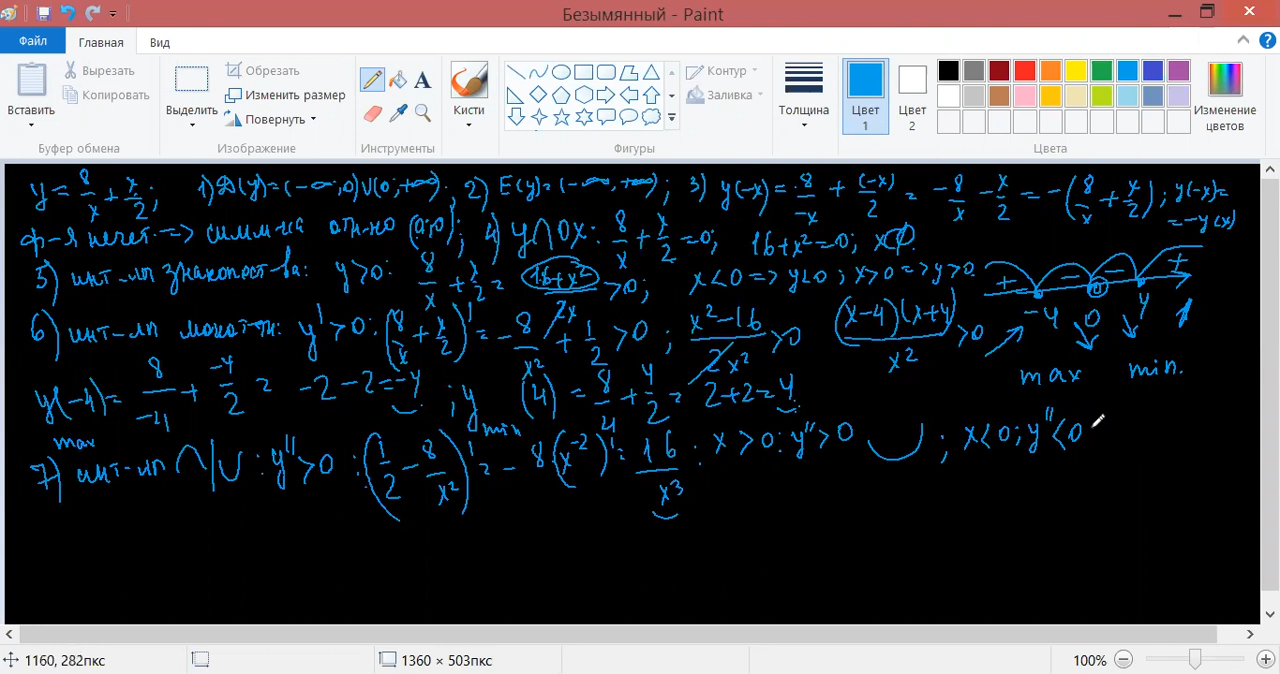 Безымянный - Paint
Файл Главная Вид
Вставить
Вырезать
Копировать
Буфер обмена
Выделить
Обрезать
Изменить размер
Повернуть
Изображение
Инструменты
Кисти
Контур
Заливка
Фигуры
Толщина
Цвет 1
Цвет 2
Изменение цветов
Цвета
y = 8/x + x/2; 1) D(y)=(-∞;0)∪(0;+∞). 2) E(y)=(-∞,+∞); 3) y(-x) = 8/-x + (-x)/2 = -8/x - x/2 = -(8/x + x/2); y(-x)=
= -y(x)
ф-я нечет. => симм-на отн-но (0;0); 4) y∩0x: 8/x + x/2 = 0; 16+x²=0; x∅.
5) инт-лы знакопост-ва: y>0: 8/x + x/2 = 16+x²/2x >0; x<0 => y<0; x>0 => y>0.
+ - - +
-4 0 4
max min.
6) инт-лы монот-ти: y'>0: (8/x + x/2)' = -8/x² + 1/2 >0; x²-16/2x² >0 (x-4)(x+4)/x² >0
y(-4) = 8/-4 + -4/2 = -2-2=-4; y (4) = 8/4 + 4/2 = 2+2=4
max min
7) инт-лы ∩|∪: y''>0: (1/2 - 8/x²)' = -8(x⁻²)' = 16/x³. x>0: y''>0 ∪; x<0; y''<0
1160, 282пкс 1360 × 503пкс 100%